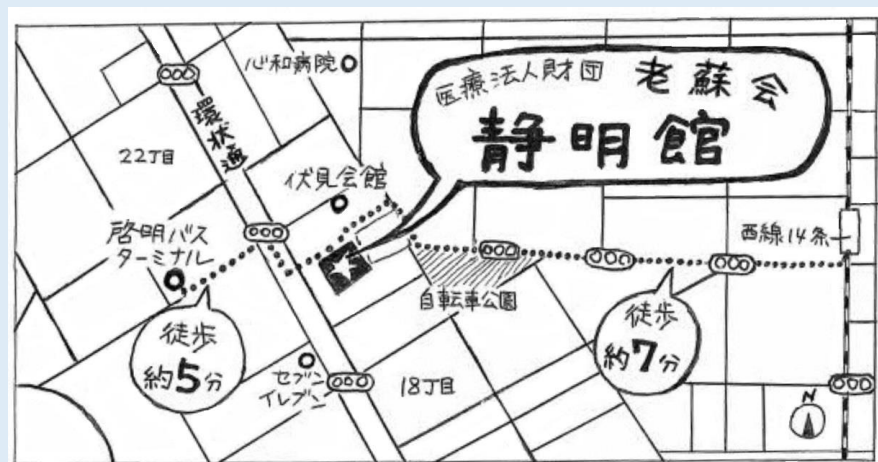 心和病院
医療法人財団 老蘇会
静明館
環状通
22丁目
伏見会館
啓明バス
ターミナル
西線14条
自転車公園
徒歩
約5分
徒歩
約7分
セブン
イレブン
18丁目
N